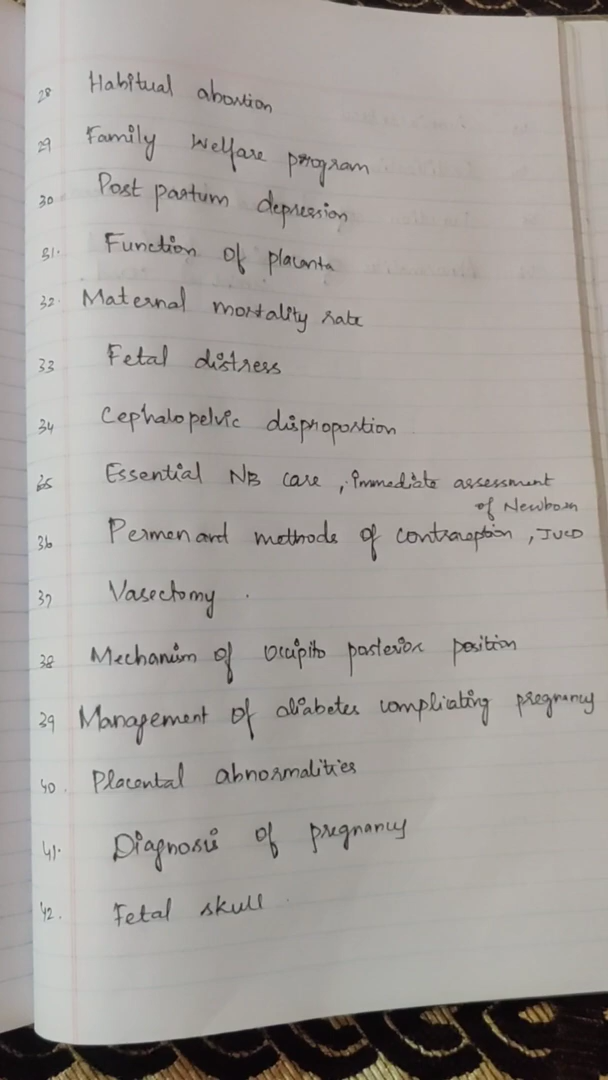 28 Habitual abortion
29 Family Welfare program
30 Post partum depression
31. Function of placenta
32. Maternal mortality rate
33 Fetal distress
34 Cephalopelvic disproportion
35 Essential NB care, immediate assessment
of Newborn
36 Permenant methods of contraception, IUCD
37 Vasectomy.
38 Mechanism of occipito posterior position
39 Management of diabetes complicating pregnancy
40. Placental abnormalities
41. Diagnosis of pregnancy
42. Fetal skull